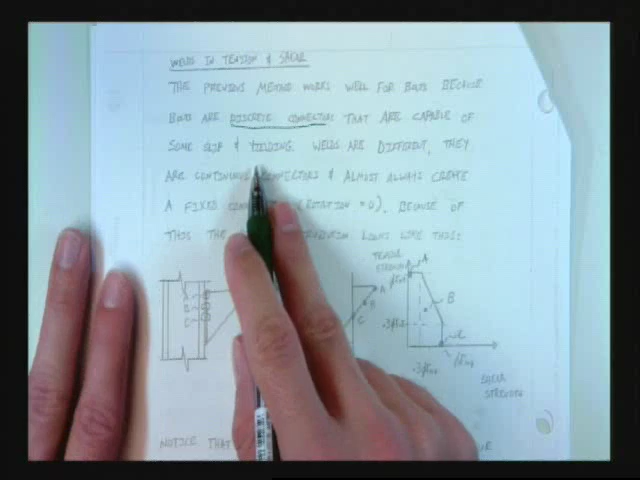 WELDS IN TENSION & SHEAR
THE PREVIOUS METHOD WORKS WELL FOR BOLTS BECAUSE
BOLTS ARE DISCRETE CONNECTORS THAT ARE CAPABLE OF
SOME SLIP & YIELDING. WELDS ARE DIFFERENT, THEY
ARE CONTINUOUS CONNECTORS & ALMOST ALWAYS CREATE
A FIXED ROTATION = 0). BECAUSE OF
THIS THE LOOKS LIKE THIS:
TENSILE
STRENGTH
A
A
B
C
A
B
C
B
C
SHEAR
STRENGTH
NOTICE THAT